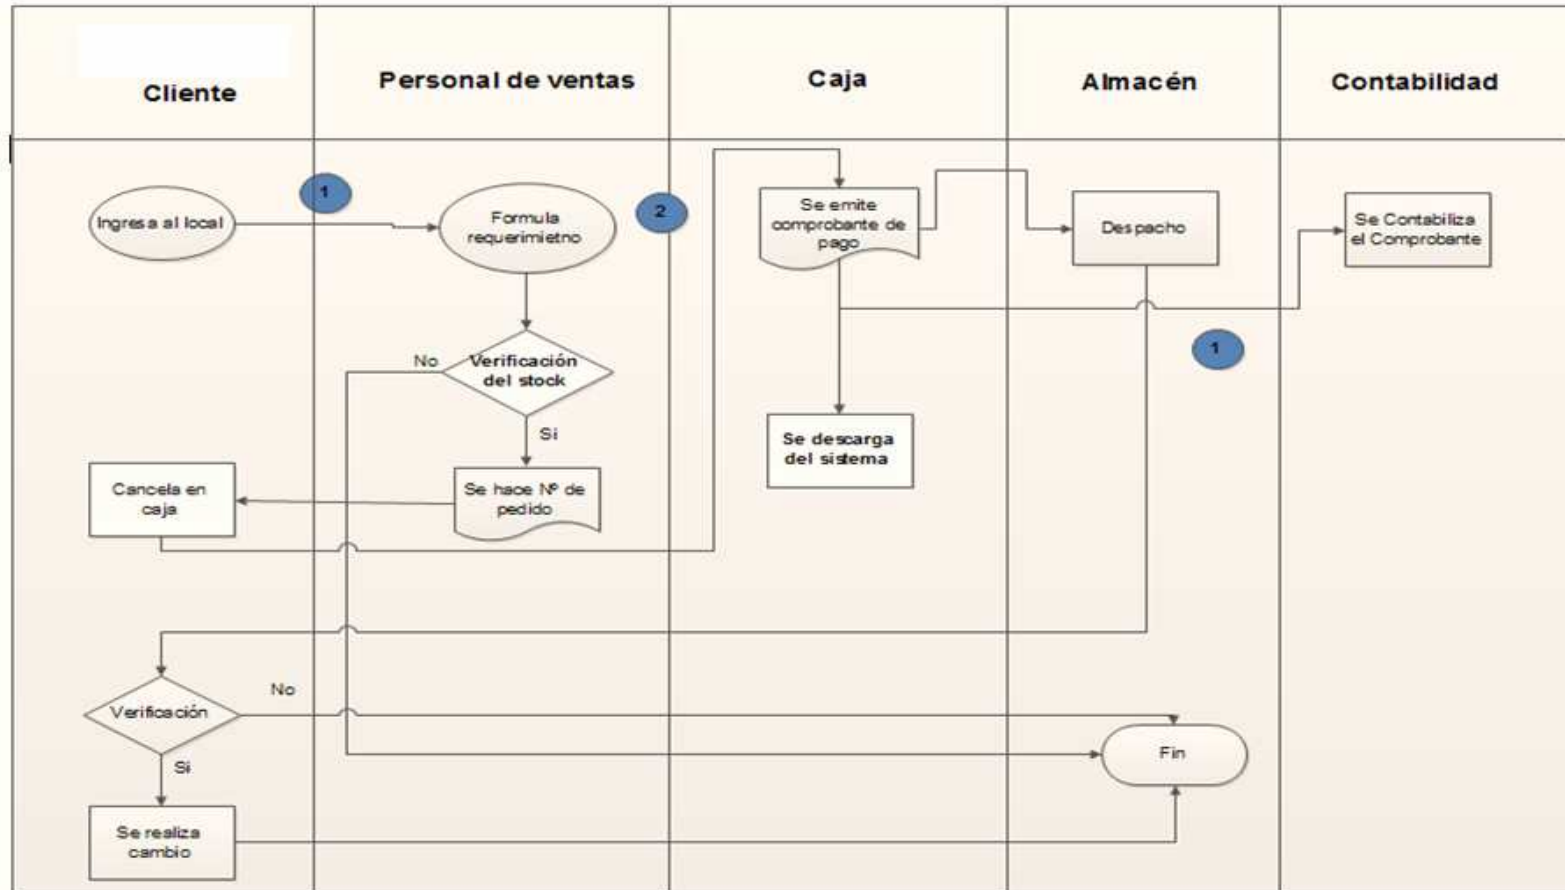 Cliente
Personal de ventas
Caja
Almacén
Contabilidad
Ingresa al local
1
Formula
requerimietno
2
Se emite
comprobante de
pago
Despacho
Se Contabiliza
el Comprobante
No
Verificación
del stock
1
Si
Se descarga
del sistema
Cancela en
caja
Se hace Nº de
pedido
No
Verificación
Fin
Si
Se realiza
cambio